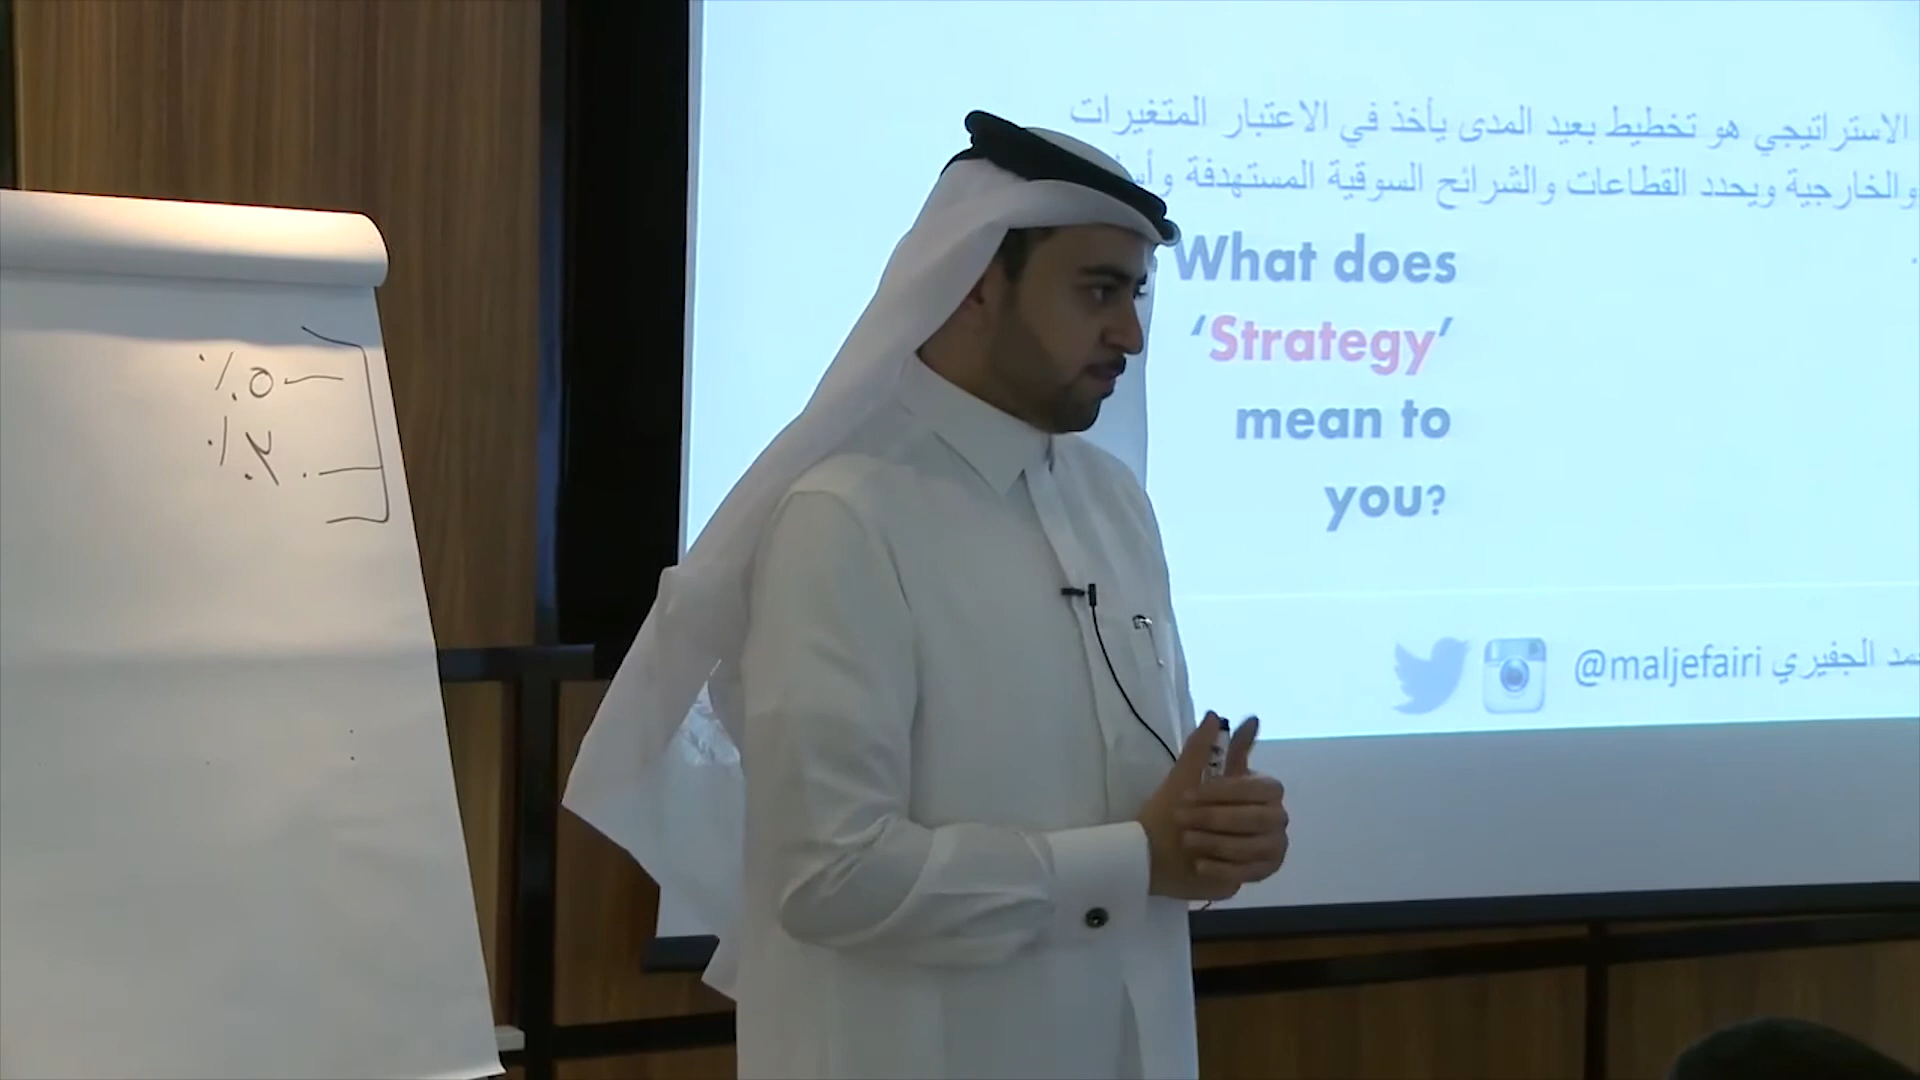 الاستراتيجي هو تخطيط بعيد المدى يأخذ في الاعتبار المتغيرات
والخارجية ويحدد القطاعات والشرائح السوقية المستهدفة
What does
‘Strategy’
mean to
you?
@maljefairi الجفيري
٪٥٠
٪٢٠